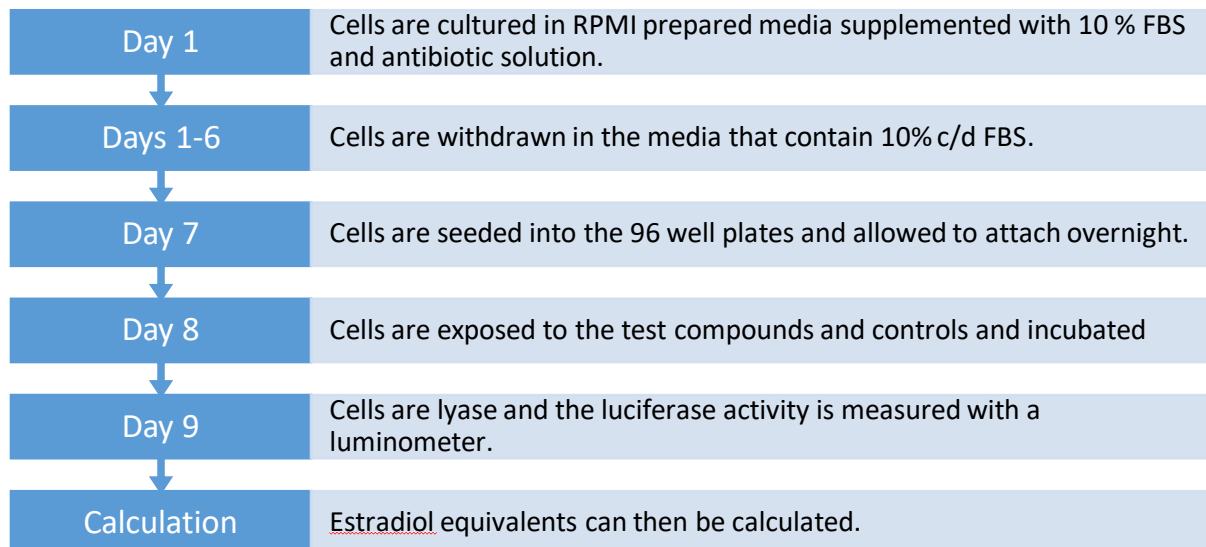 Day 1
Cells are cultured in RPMI prepared media supplemented with 10 % FBS
and antibiotic solution.
Days 1-6
Cells are withdrawn in the media that contain 10% c/d FBS.
Day 7
Cells are seeded into the 96 well plates and allowed to attach overnight.
Day 8
Cells are exposed to the test compounds and controls and incubated
Day 9
Cells are lyase and the luciferase activity is measured with a
luminometer.
Calculation
Estradiol equivalents can then be calculated.